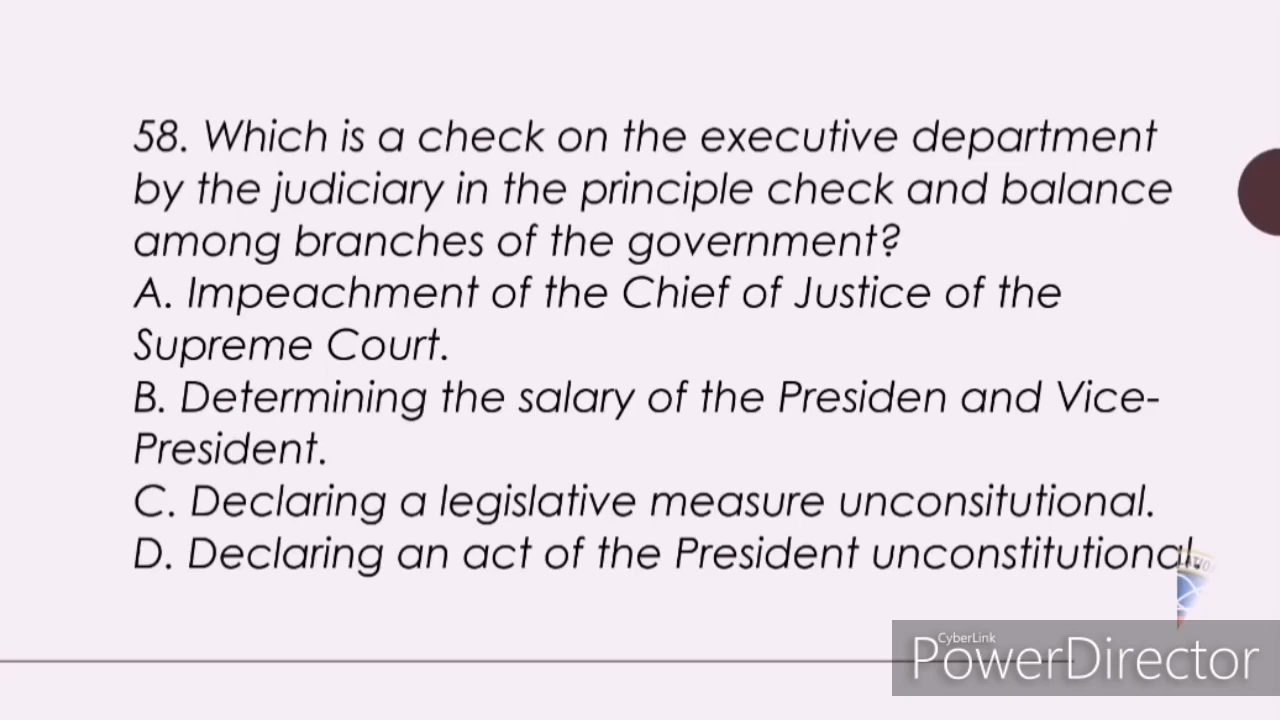 58. Which is a check on the executive department
by the judiciary in the principle check and balance
among branches of the government?
A. Impeachment of the Chief of Justice of the
Supreme Court.
B. Determining the salary of the Presiden and Vice-
President.
C. Declaring a legislative measure unconsitutional.
D. Declaring an act of the President unconstitutional.
CyberLink
PowerDirector